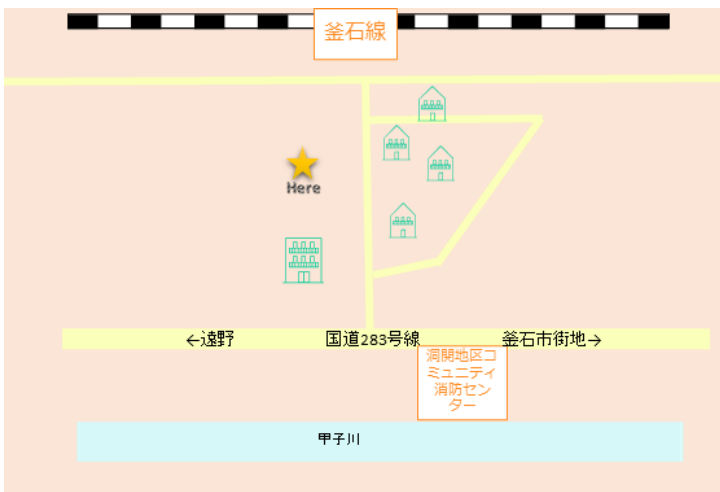 釜石線
Here
←遠野
国道283号線
釜石市街地→
洞関地区コ
ミュニティ
消防セン
ター
甲子川